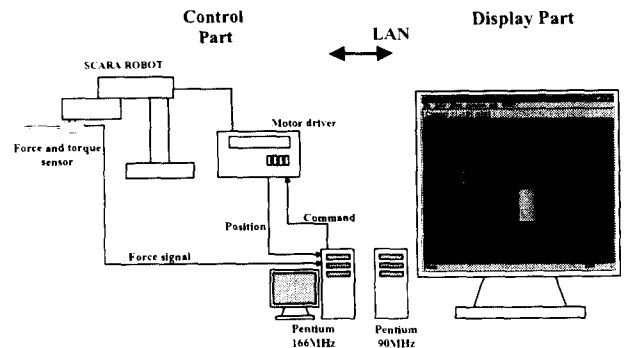 Control
Part
LAN
Display Part
SCARA ROBOT
Motor driver
Force and torque
sensor
Position
Command
Force signal
Pentium
166MHz
Pentium
90MHz